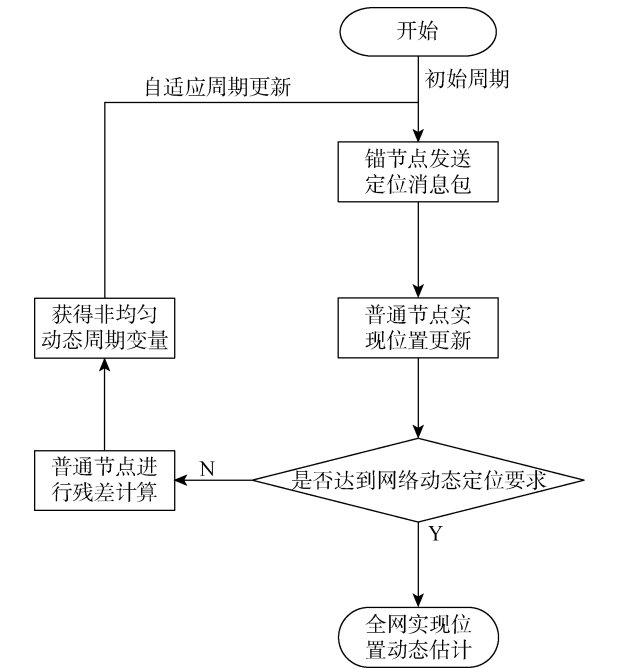 开始
初始周期
自适应周期更新
锚节点发送
定位消息包
普通节点实
现位置更新
获得非均匀
动态周期变量
是否达到网络动态定位要求
N
普通节点进
行残差计算
Y
全网实现位
置动态估计